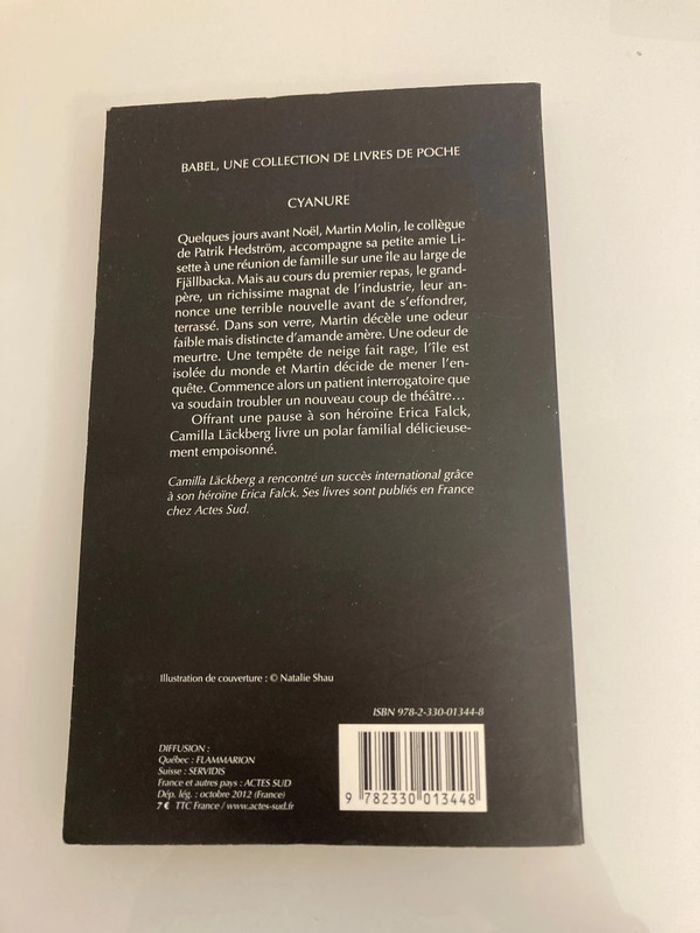 BABEL, UNE COLLECTION DE LIVRES DE POCHE
CYANURE
Quelques jours avant Noël, Martin Molin, le collègue
de Patrik Hedström, accompagne sa petite amie Li-
sette à une réunion de famille sur une île au large de
Fjällbacka. Mais au cours du premier repas, le grand-
père, un richissime magnat de l'industrie, leur an-
nonce une terrible nouvelle avant de s'effondrer,
terrassé. Dans son verre, Martin décèle une odeur
faible mais distincte d'amande amère. Une odeur de
meurtre. Une tempête de neige fait rage, l'île est
isolée du monde et Martin décide de mener l'en-
quête. Commence alors un patient interrogatoire que
va soudain troubler un nouveau coup de théâtre...
Offrant une pause à son héroïne Erica Falck,
Camilla Läckberg livre un polar familial délicieuse-
ment empoisonné.
Camilla Läckberg a rencontré un succès international grâce
à son héroïne Erica Falck. Ses livres sont publiés en France
chez Actes Sud.
Illustration de couverture : © Natalie Shau
ISBN 978-2-330-01344-8
DIFFUSION :
Québec : FLAMMARION
Suisse : SERVIDIS
France et autres pays : ACTES SUD
Dép. lég. : octobre 2012 (France)
7 € TTC France / www.actes-sud.fr
9 782330 013448